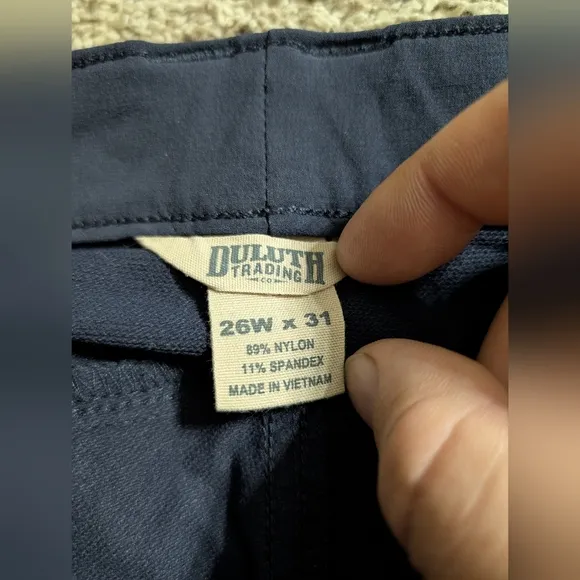 DULUTH
TRADING
CO
26W x 31
89% NYLON
11% SPANDEX
MADE IN VIETNAM